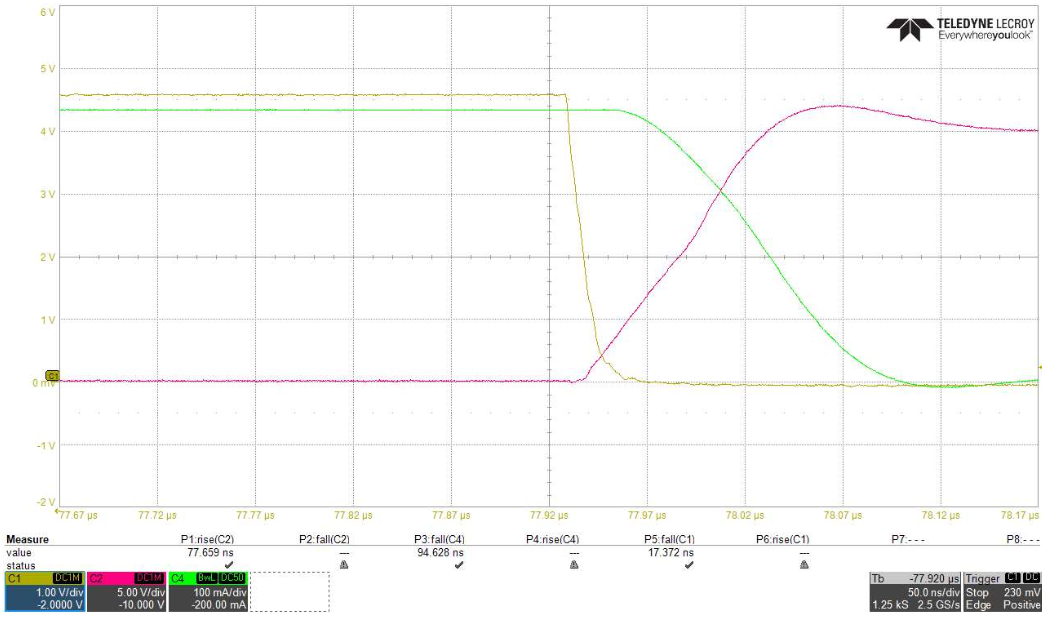 6 V
TELEDYNE LECROY
Everywhereyoulook™
5 V
4 V
3 V
2 V
1 V
C1
0 mV
-1 V
-2 V
77.67 µs 77.72 µs 77.77 µs 77.82 µs 77.87 µs 77.92 µs 77.97 µs 78.02 µs 78.07 µs 78.12 µs 78.17 µs
Measure P1:rise(C2) P2:fall(C2) P3:fall(C4) P4:rise(C4) P5:fall(C1) P6:rise(C1) P7:- - - P8:- - -
value 77.659 ns --- 94.628 ns --- 17.372 ns ---
status
C1 DC1M C2 DC1M C4 BwL DC50 Tb -77.920 µs Trigger C1 DC
1.00 V/div 5.00 V/div 100 mA/div 50.0 ns/div Stop 230 mV
-2.0000 V -10.000 V -200.00 mA 1.25 kS 2.5 GS/s Edge Positive